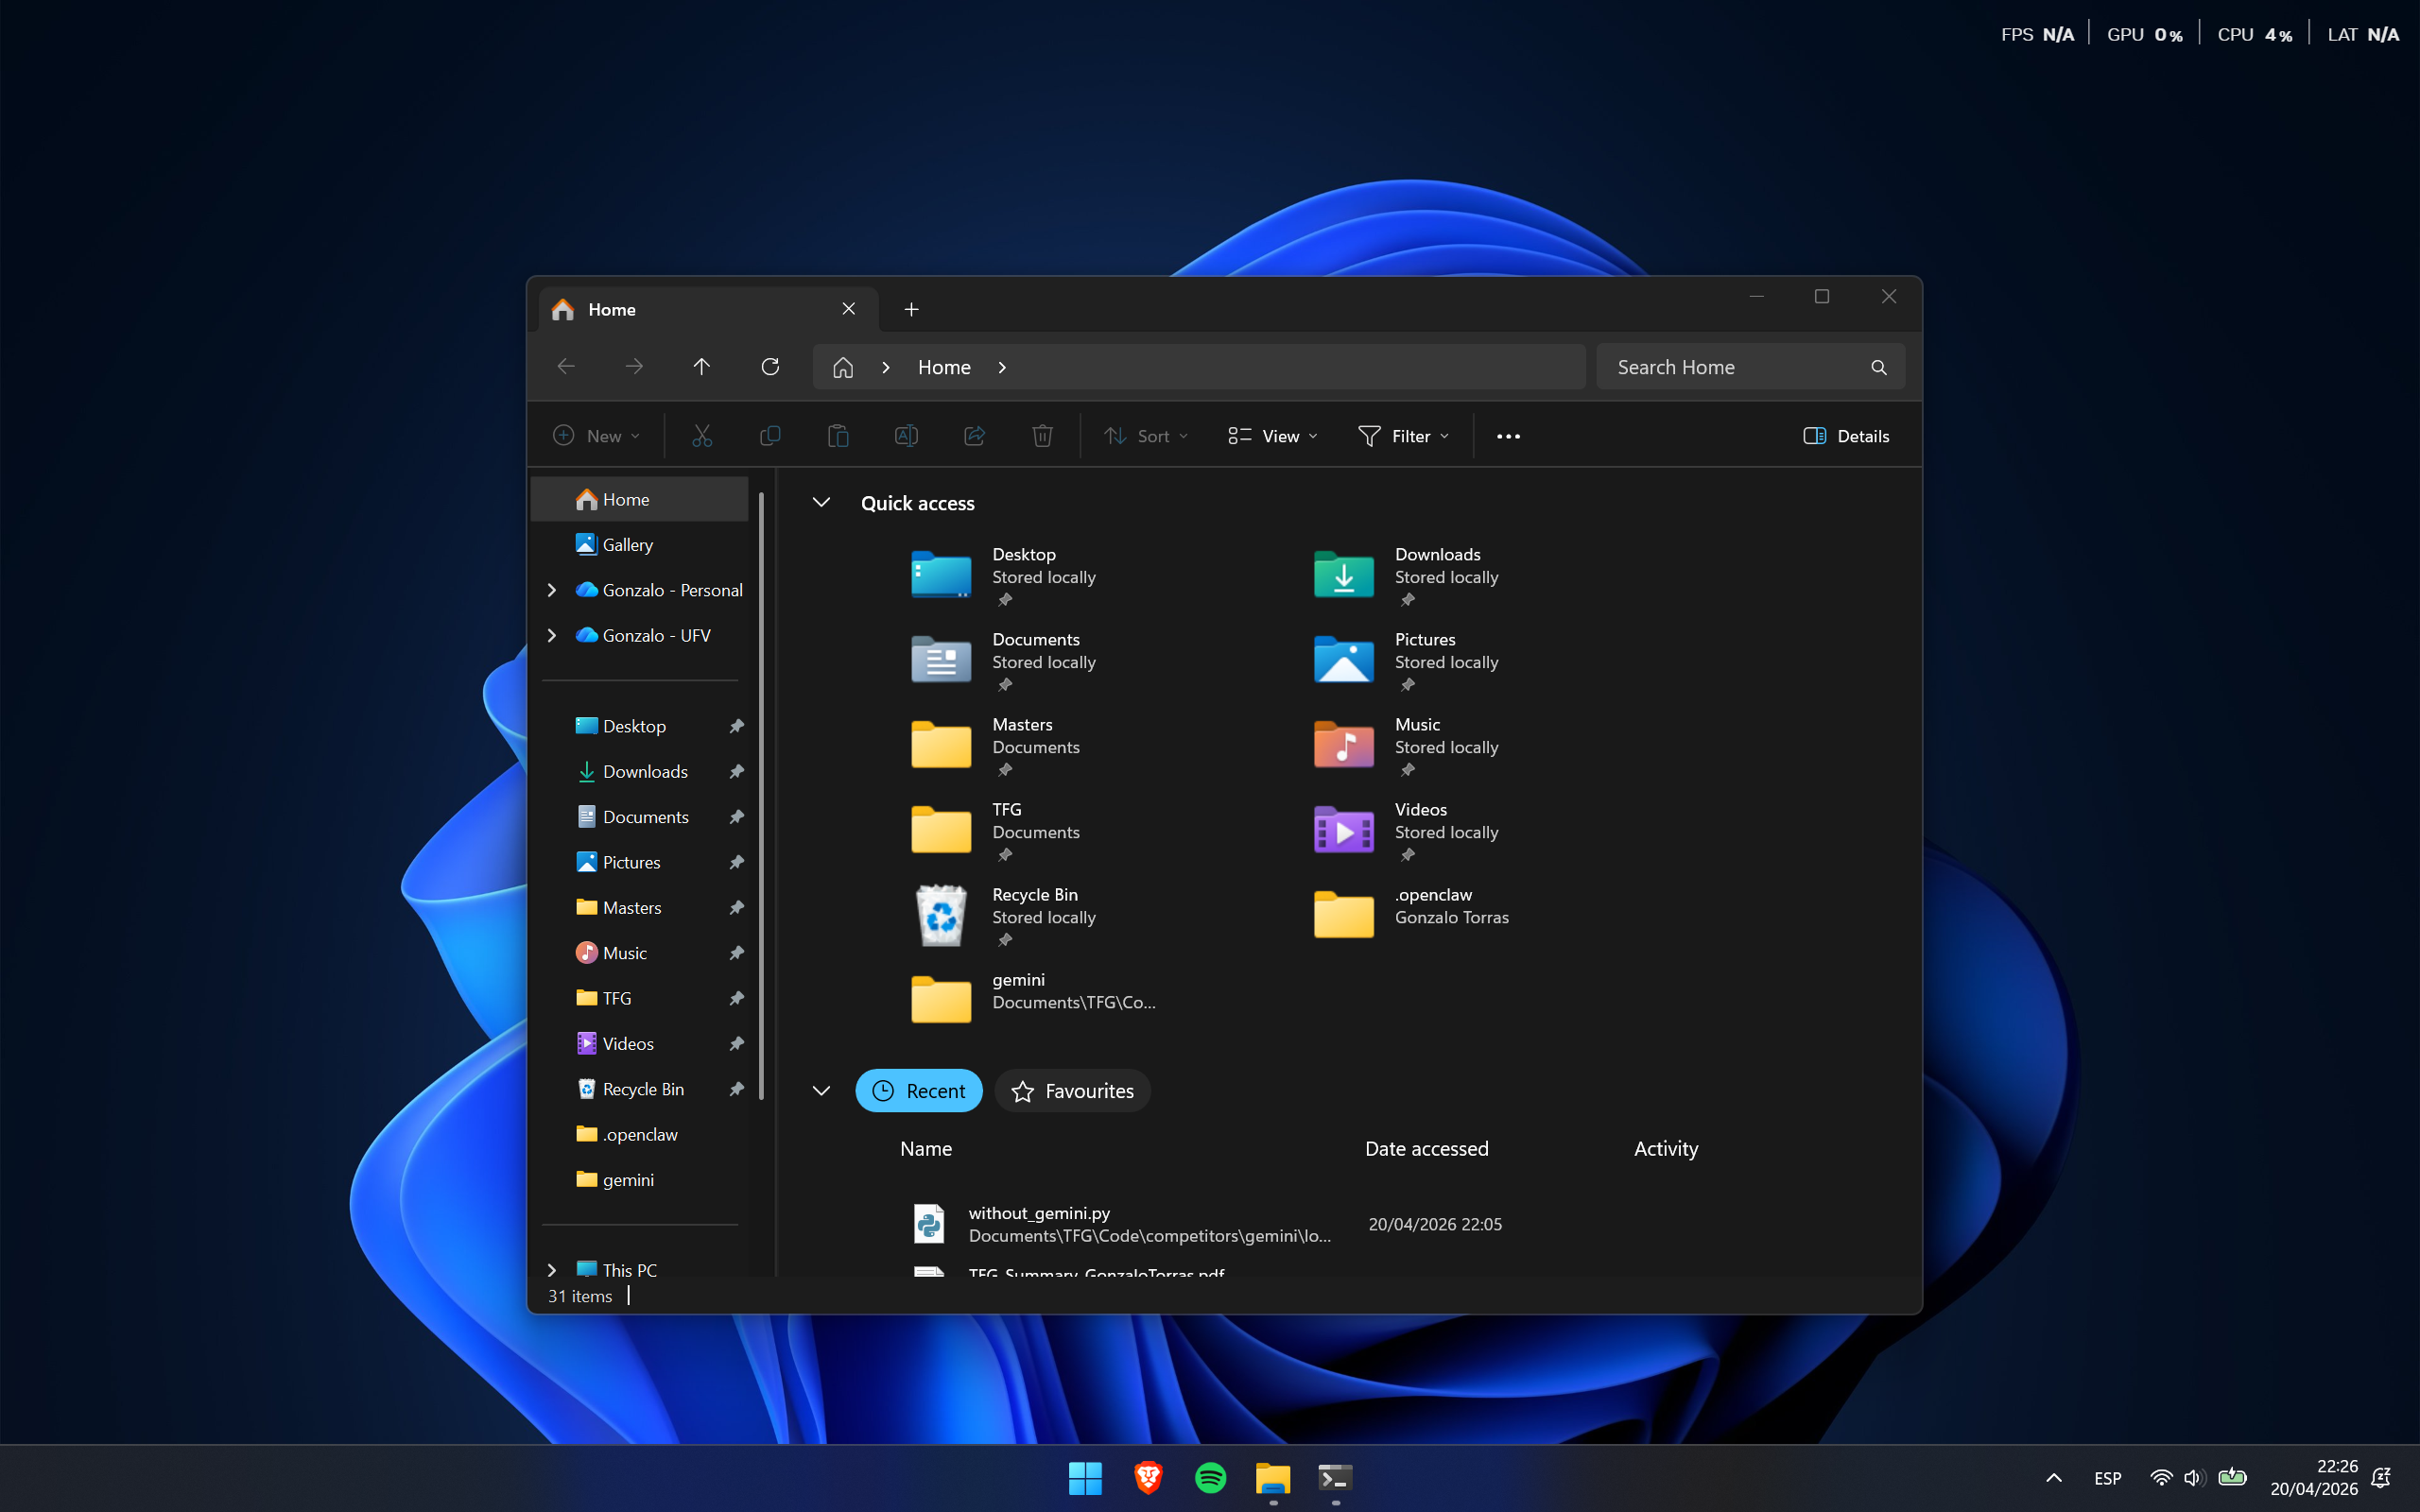 FPS N/A GPU 0% CPU 4% LAT N/A
Home
Home
Search Home
New
Sort
View
Filter
Details
Home
Gallery
Gonzalo - Personal
Gonzalo - UFV
Desktop
Downloads
Documents
Pictures
Masters
Music
TFG
Videos
Recycle Bin
.openclaw
gemini
This PC
Quick access
Desktop
Stored locally
Downloads
Stored locally
Documents
Stored locally
Pictures
Stored locally
Masters
Documents
Music
Stored locally
TFG
Documents
Videos
Stored locally
Recycle Bin
Stored locally
.openclaw
Gonzalo Torras
gemini
Documents\TFG\Co...
Recent
Favourites
Name Date accessed Activity
without_gemini.py
Documents\TFG\Code\competitors\gemini\lo...
20/04/2026 22:05
TFG_Summary_GonzaloTorras.pdf
31 items
ESP
22:26
20/04/2026